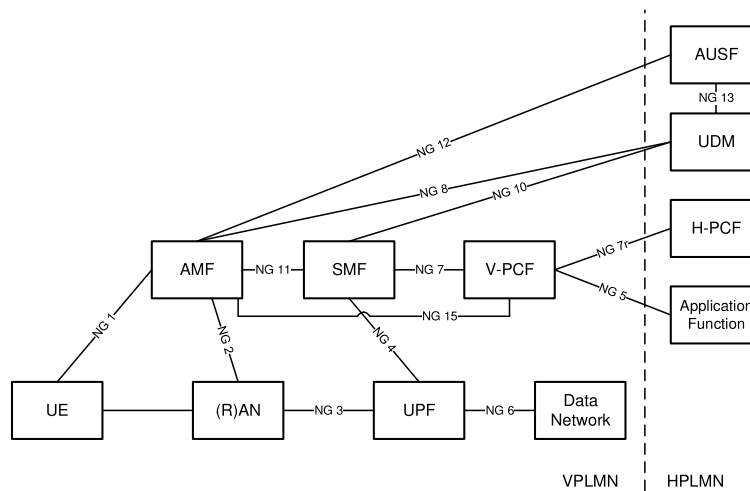 AUSF
NG 13
NG 12
UDM
NG 8
NG 10
H-PCF
NG 7r
AMF
NG 11
SMF
NG 7
V-PCF
NG 5
Application
Function
NG 15
NG 1
NG 2
NG 4
UE
(R)AN
NG 3
UPF
NG 6
Data
Network
VPLMN
HPLMN